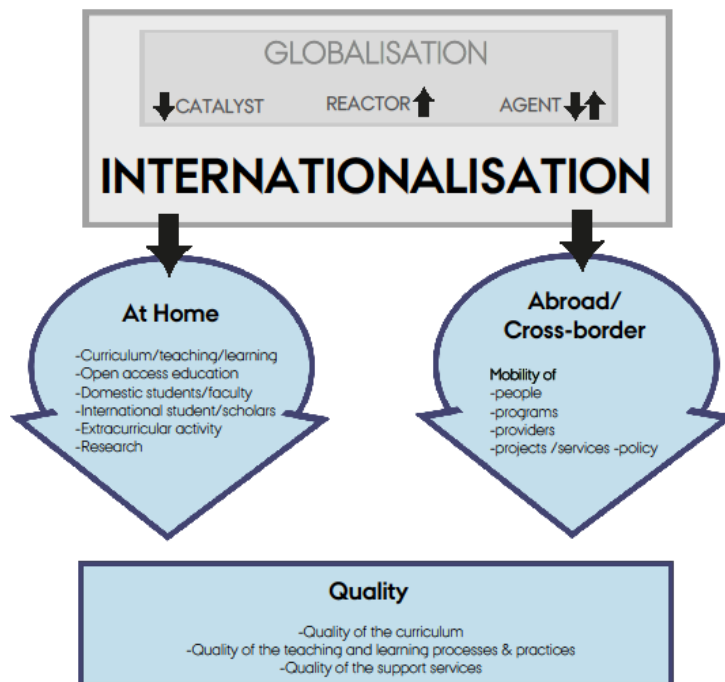 GLOBALISATION
CATALYST REACTOR AGENT
INTERNATIONALISATION
At Home
-Curriculum/teaching/learning
-Open access education
-Domestic students/faculty
-International student/scholars
-Extracurricular activity
-Research
Abroad/
Cross-border
Mobility of
-people
-programs
-providers
-projects /services -policy
Quality
-Quality of the curriculum
-Quality of the teaching and learning processes & practices
-Quality of the support services